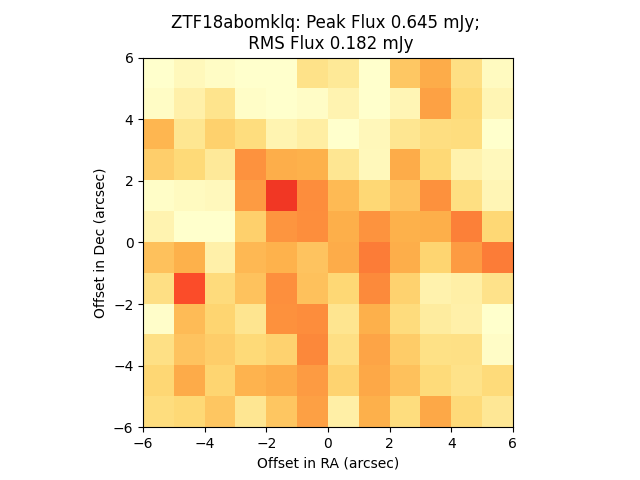 ZTF18abomklq: Peak Flux 0.645 mJy;
RMS Flux 0.182 mJy
6
4
2
0
−2
−4
−6
Offset in Dec (arcsec)
−6 −4 −2 0 2 4 6
Offset in RA (arcsec)